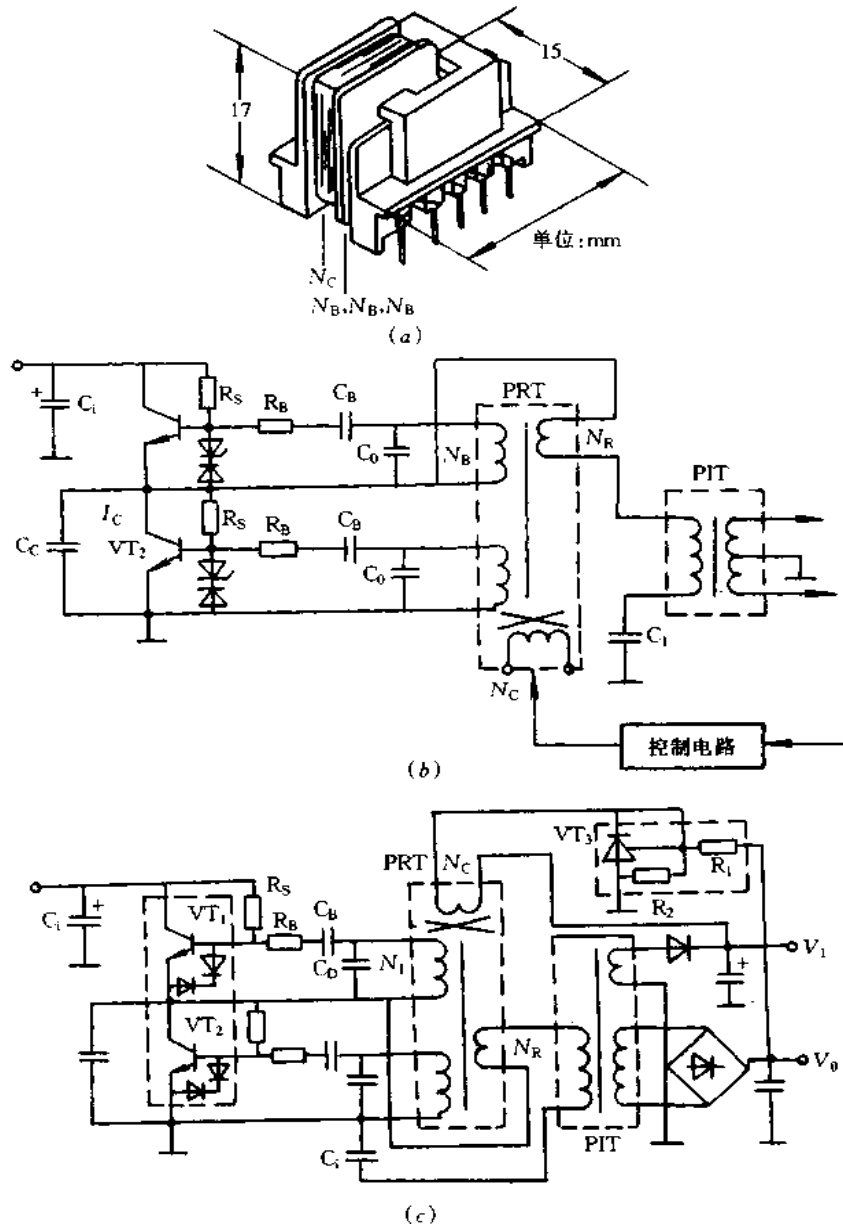 17
15
单位:mm
N_C
N_B,N_B,N_B
(a)
C_i
+
R_S
R_B
C_B
C_0
N_B
PRT
N_R
PIT
I_C
R_S
R_B
C_B
C_C
VT_2
C_0
C_1
N_C
控制电路
(b)
VT_3
R_1
R_2
PRT
N_C
C_i
+
VT_1
R_S
R_B
C_B
C_D
N_1
+
V_1
VT_2
N_R
V_0
C_i
PIT
(c)